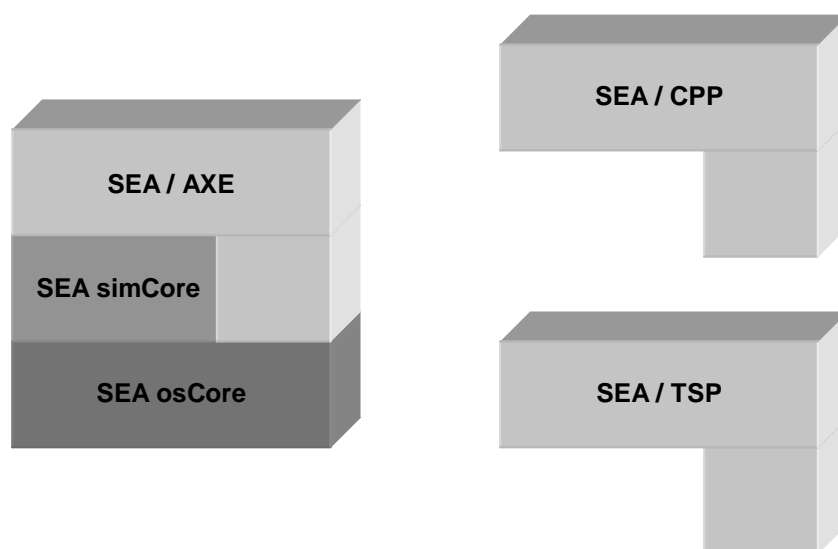 SEA / AXE
SEA simCore
SEA osCore
SEA / CPP
SEA / TSP